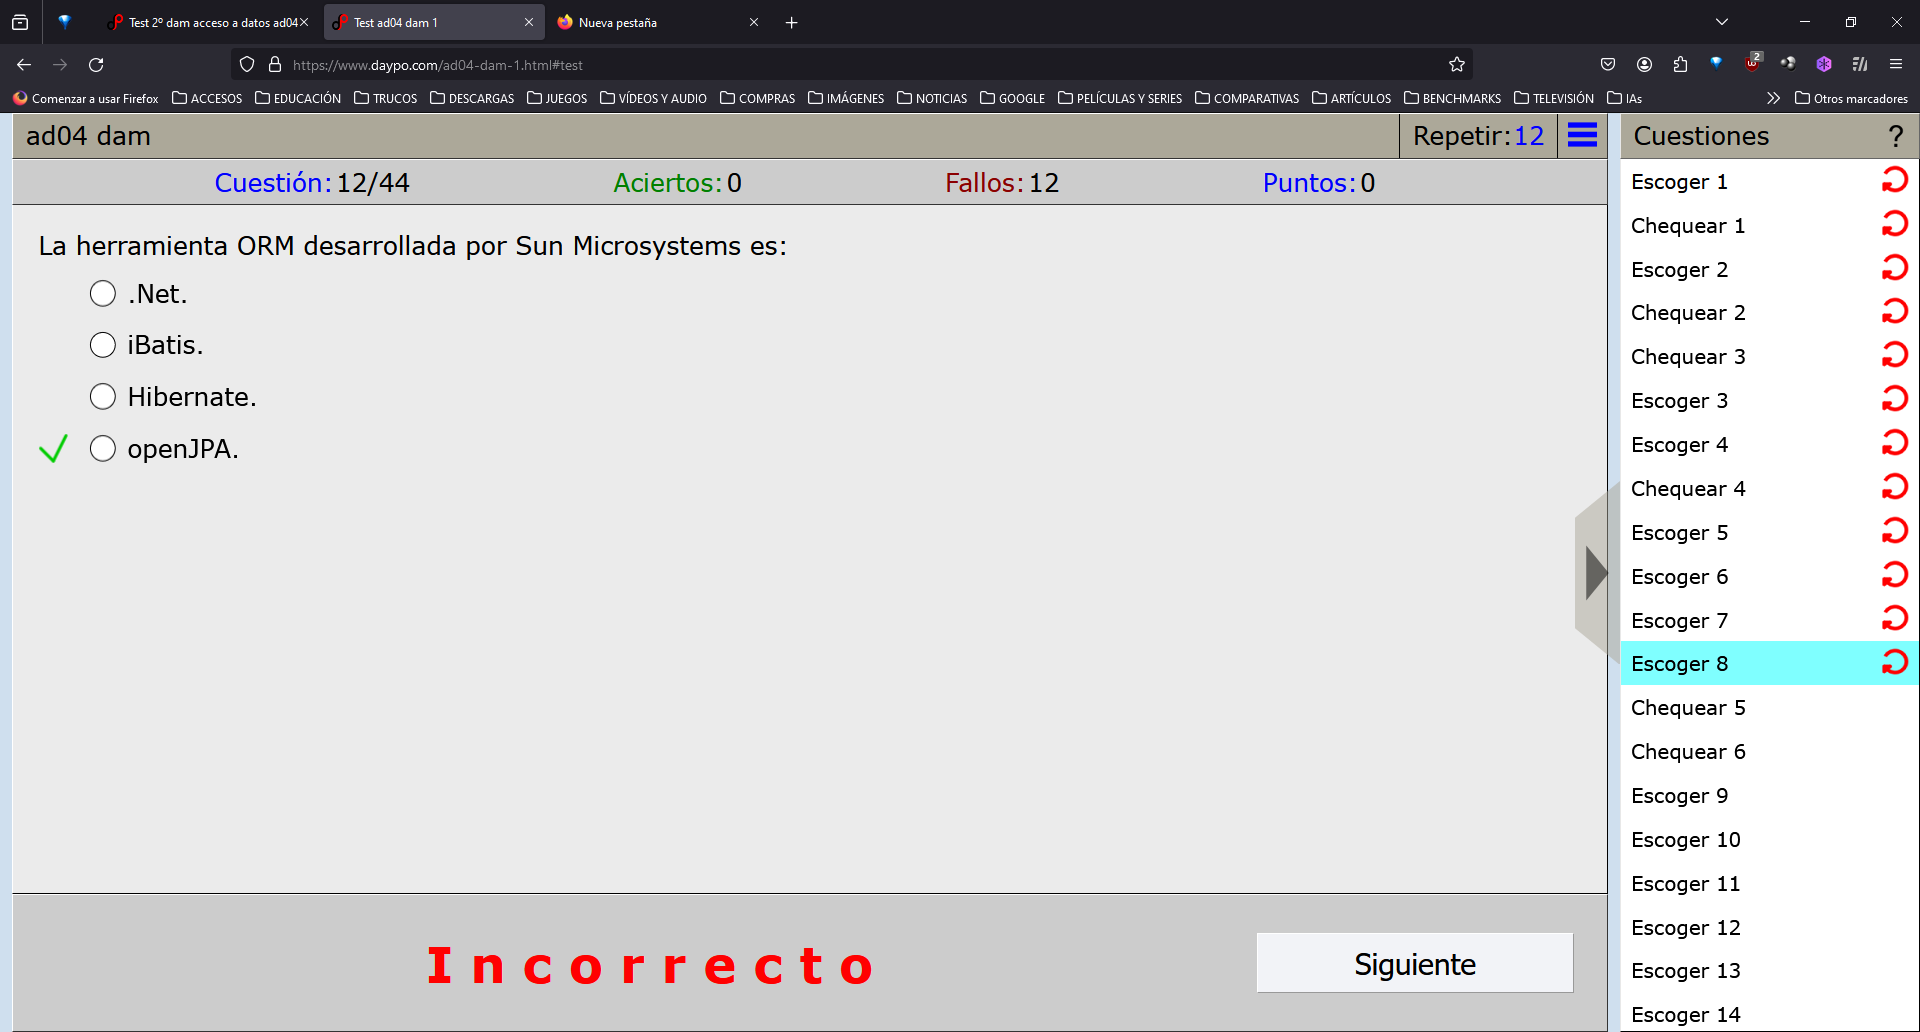 Test 2º dam acceso a datos ad04
Test ad04 dam 1
Nueva pestaña
https://www.daypo.com/ad04-dam-1.html#test
2
Comenzar a usar Firefox
ACCESOS
EDUCACIÓN
TRUCOS
DESCARGAS
JUEGOS
VÍDEOS Y AUDIO
COMPRAS
IMÁGENES
NOTICIAS
GOOGLE
PELÍCULAS Y SERIES
COMPARATIVAS
ARTÍCULOS
BENCHMARKS
TELEVISIÓN
IAs
Otros marcadores
ad04 dam
Repetir:12
Cuestión:12/44
Aciertos:0
Fallos:12
Puntos:0
La herramienta ORM desarrollada por Sun Microsystems es:
.Net.
iBatis.
Hibernate.
openJPA.
Incorrecto
Siguiente
Cuestiones
?
Escoger 1
Chequear 1
Escoger 2
Chequear 2
Chequear 3
Escoger 3
Escoger 4
Chequear 4
Escoger 5
Escoger 6
Escoger 7
Escoger 8
Chequear 5
Chequear 6
Escoger 9
Escoger 10
Escoger 11
Escoger 12
Escoger 13
Escoger 14